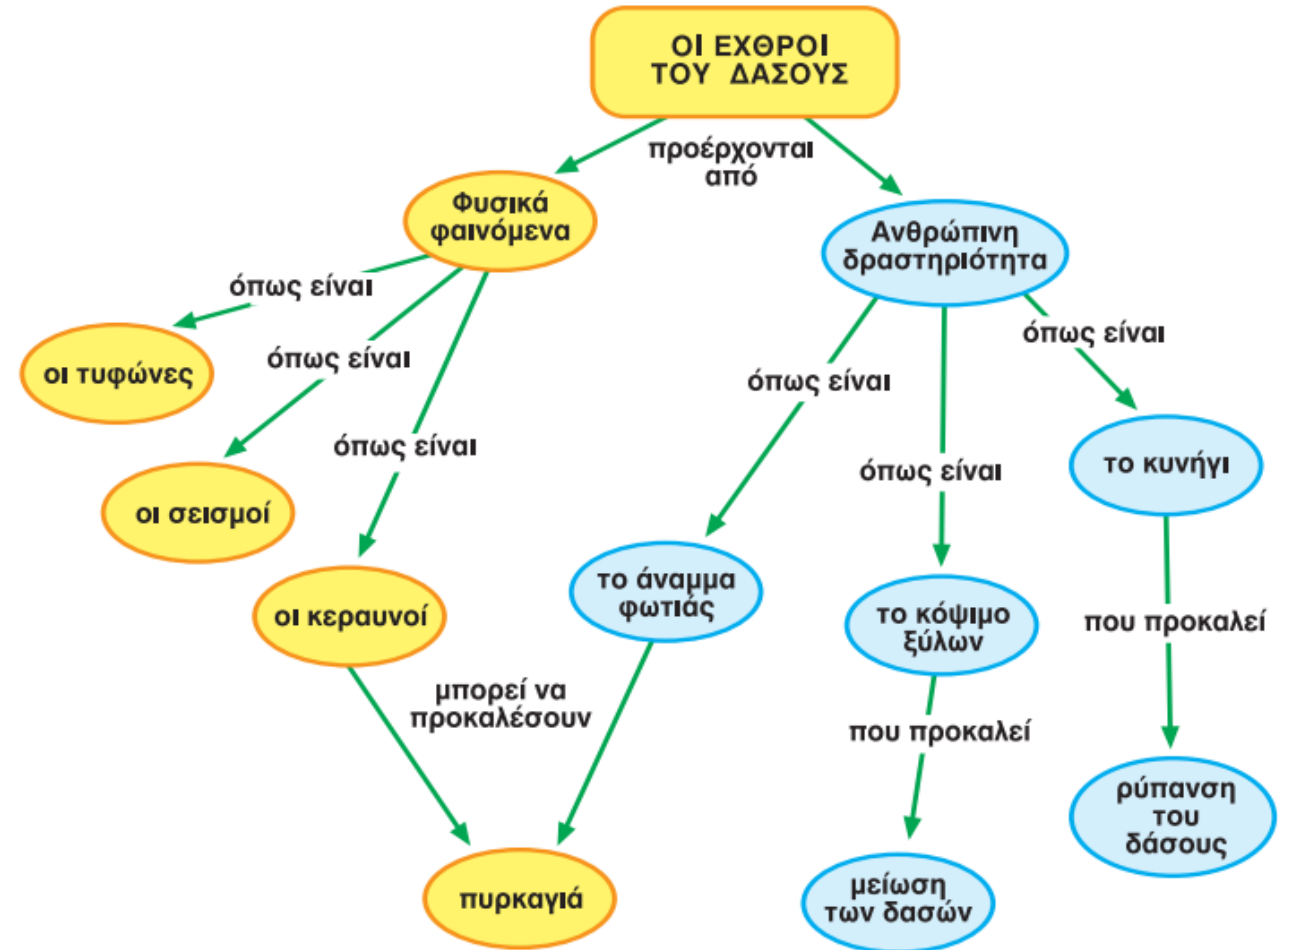 ΟΙ ΕΧΘΡΟΙ
ΤΟΥ ΔΑΣΟΥΣ
προέρχονται
από
Φυσικά
φαινόμενα
Ανθρώπινη
δραστηριότητα
όπως είναι
όπως είναι
όπως είναι
όπως είναι
όπως είναι
όπως είναι
οι τυφώνες
οι σεισμοί
οι κεραυνοί
το άναμμα
φωτιάς
το κόψιμο
ξύλων
το κυνήγι
μπορεί να
προκαλέσουν
που προκαλεί
που προκαλεί
πυρκαγιά
μείωση
των δασών
ρύπανση
του
δάσους